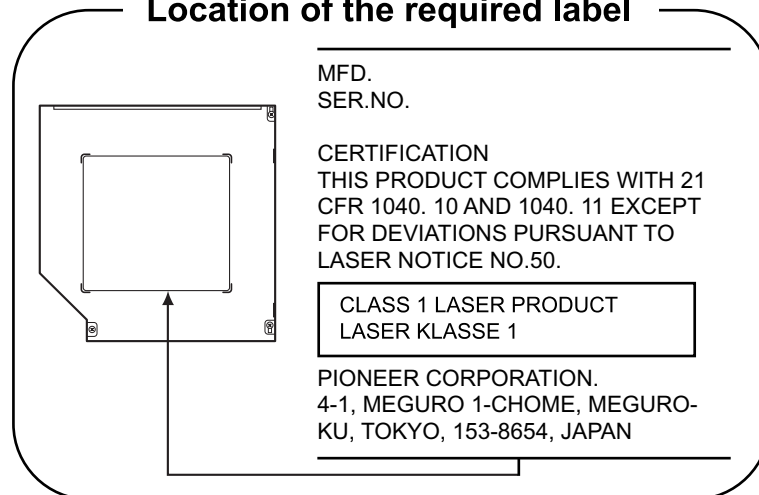 Location of the required label
MFD.
SER.NO.
CERTIFICATION
THIS PRODUCT COMPLIES WITH 21
CFR 1040. 10 AND 1040. 11 EXCEPT
FOR DEVIATIONS PURSUANT TO
LASER NOTICE NO.50.
CLASS 1 LASER PRODUCT
LASER KLASSE 1
PIONEER CORPORATION.
4-1, MEGURO 1-CHOME, MEGURO-
KU, TOKYO, 153-8654, JAPAN